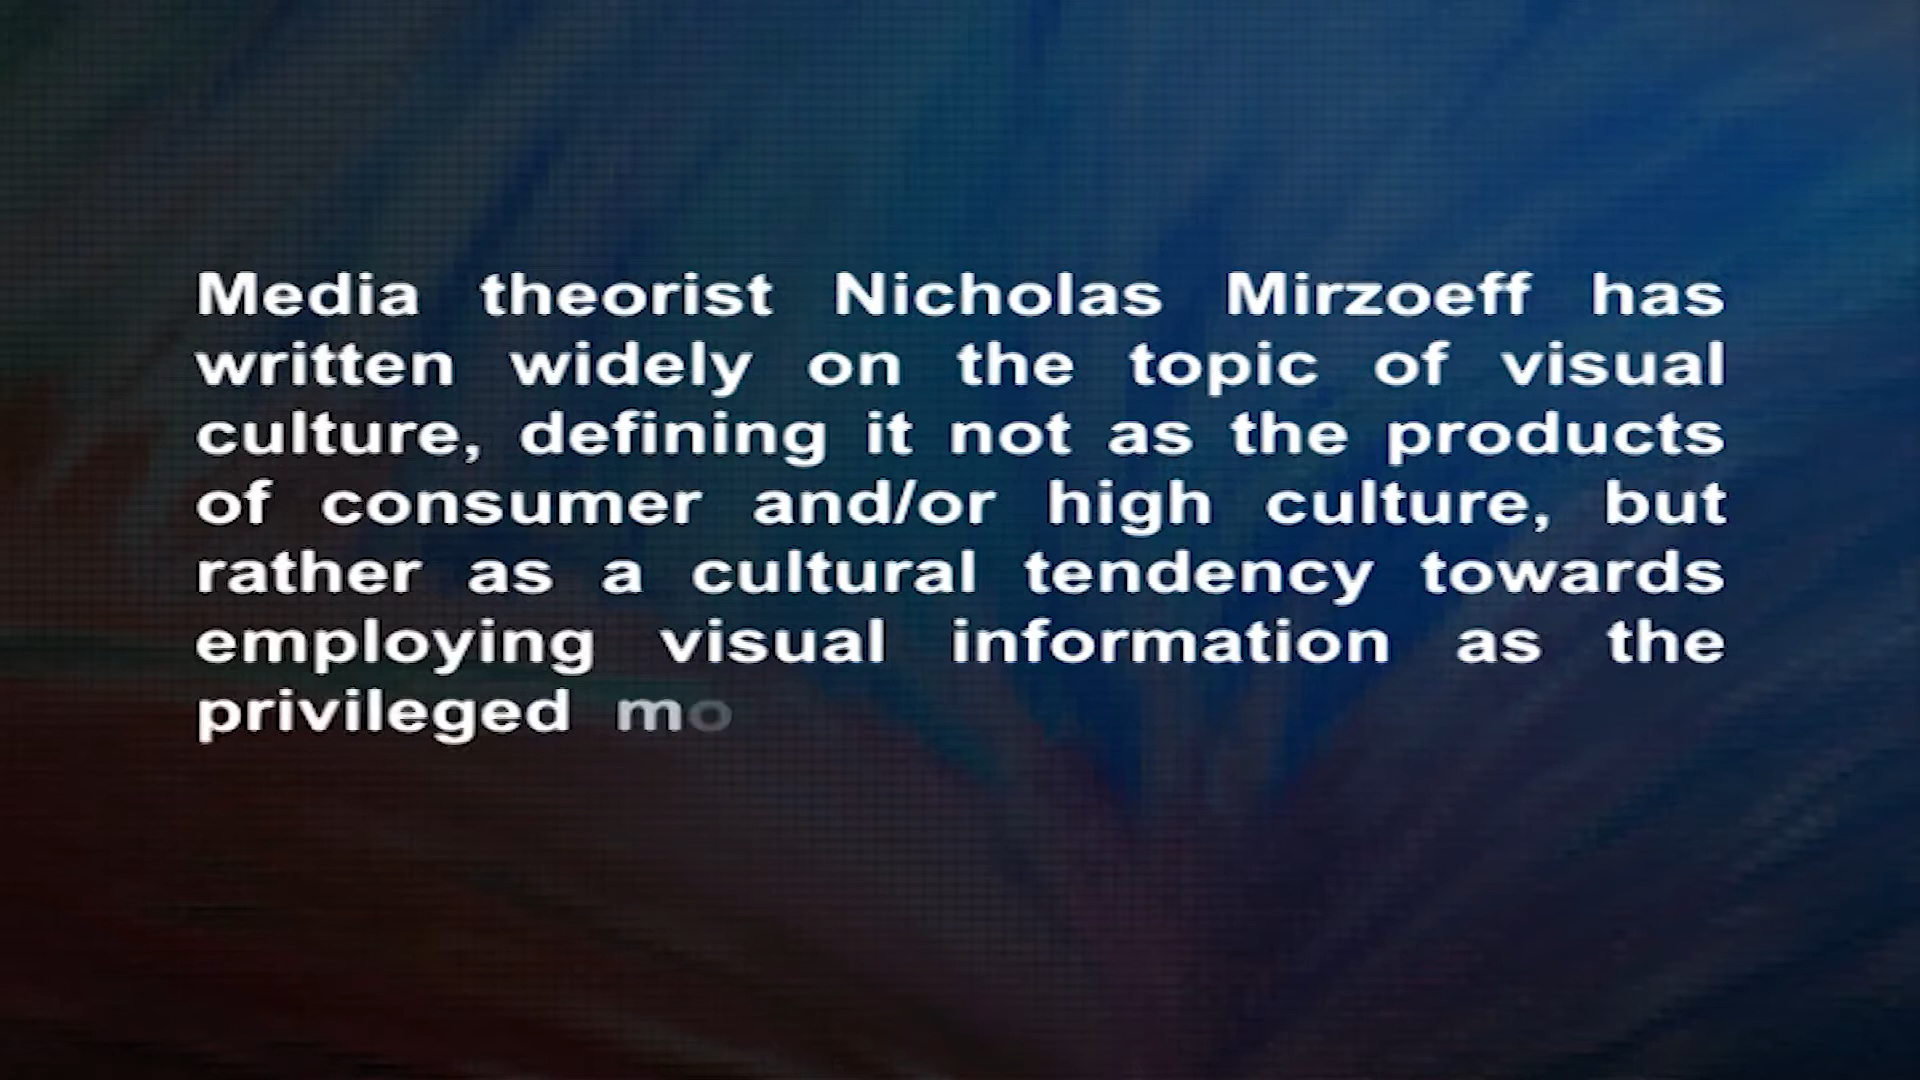 Media theorist Nicholas Mirzoeff has
written widely on the topic of visual
culture, defining it not as the products
of consumer and/or high culture, but
rather as a cultural tendency towards
employing visual information as the
privileged mo